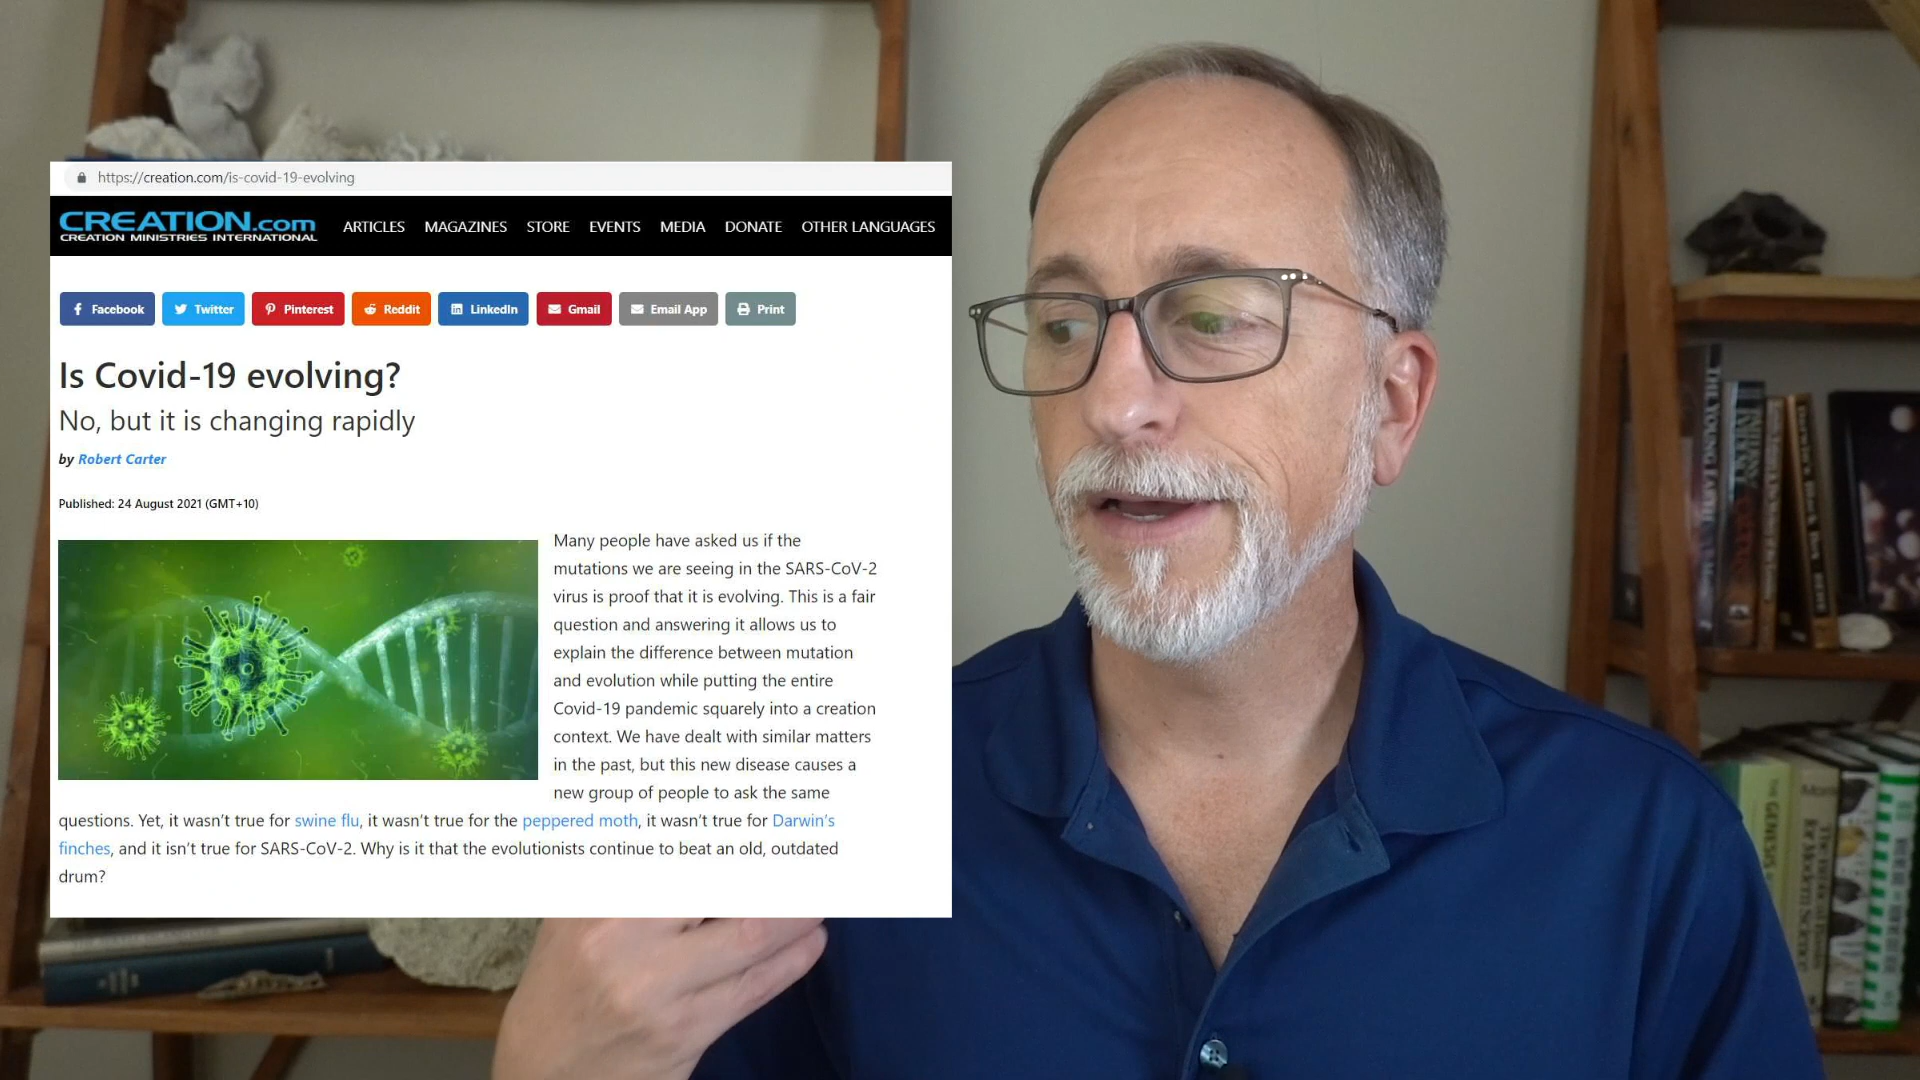 https://creation.com/is-covid-19-evolving
CREATION.com
CREATION MINISTRIES INTERNATIONAL
ARTICLES MAGAZINES STORE EVENTS MEDIA DONATE OTHER LANGUAGES
Facebook Twitter Pinterest Reddit LinkedIn Gmail Email App Print
Is Covid-19 evolving?
No, but it is changing rapidly
by Robert Carter
Published: 24 August 2021 (GMT+10)
Many people have asked us if the
mutations we are seeing in the SARS-CoV-2
virus is proof that it is evolving. This is a fair
question and answering it allows us to
explain the difference between mutation
and evolution while putting the entire
Covid-19 pandemic squarely into a creation
context. We have dealt with similar matters
in the past, but this new disease causes a
new group of people to ask the same
questions. Yet, it wasn't true for swine flu, it wasn't true for the peppered moth, it wasn't true for Darwin's
finches, and it isn't true for SARS-CoV-2. Why is it that the evolutionists continue to beat an old, outdated
drum?
THE YOUNG EARTH
THE GENESIS
for Modern Science